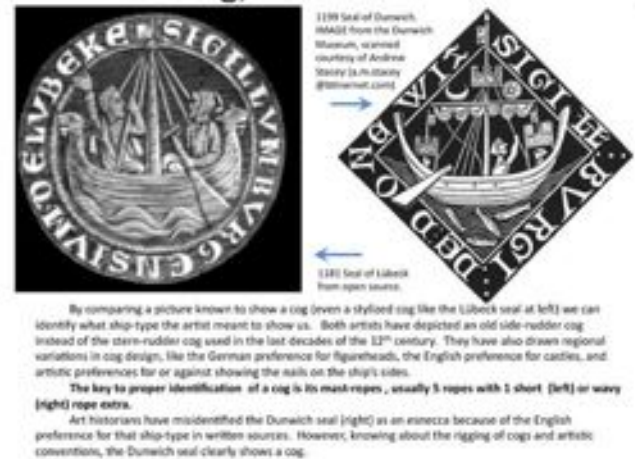 SIGILLVM BVRGENSIVM DE LVBEKE
1199 Seal of Dunwich.
IMAGE from the Dunwich
Museum, scanned
courtesy of Andrew
Stacey (a.m.stacey
SIGILL BVRGI DE DONEWIZ
1181 Seal of Lübeck
from open source.
By comparing a picture known to show a cog (even a stylized cog like the Lübeck seal at left) we can
identify what ship-type the artist meant to show us. Both artists have depicted an old side-rudder cog
instead of the stern-rudder cog used in the last decades of the 12th century. They have also drawn regional
variations in cog design, like the German preference for figureheads, the English preference for castles, and
artistic preferences for or against showing the nails on the ship's sides.
The key to proper identification of a cog is its mast-ropes, usually 5 ropes with 1 short (left) or wavy
(right) rope extra.
Art historians have misidentified the Dunwich seal (right) as an esnecca because of the English
preference for that ship-type in written sources. However, knowing about the rigging of cogs and artistic
conventions, the Dunwich seal clearly shows a cog.